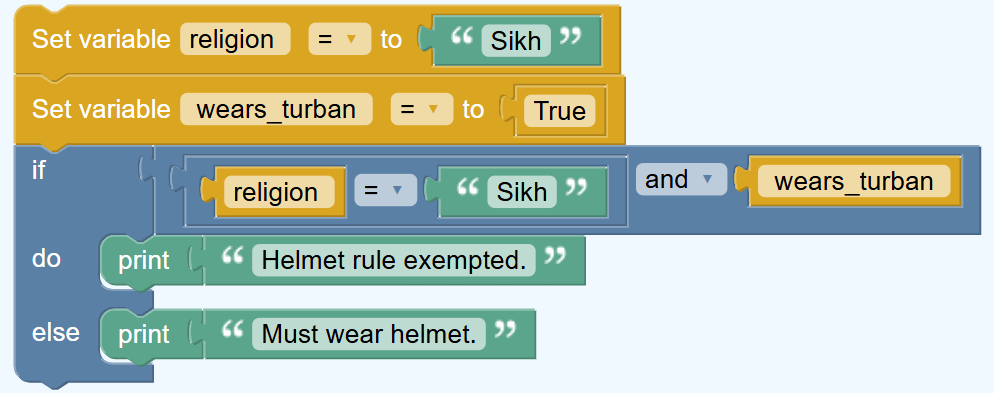 Set variable religion = ▾ to “ Sikh ”
Set variable wears_turban = ▾ to True
if religion = ▾ “ Sikh ” and ▾ wears_turban
do print “ Helmet rule exempted. ”
else print “ Must wear helmet. ”